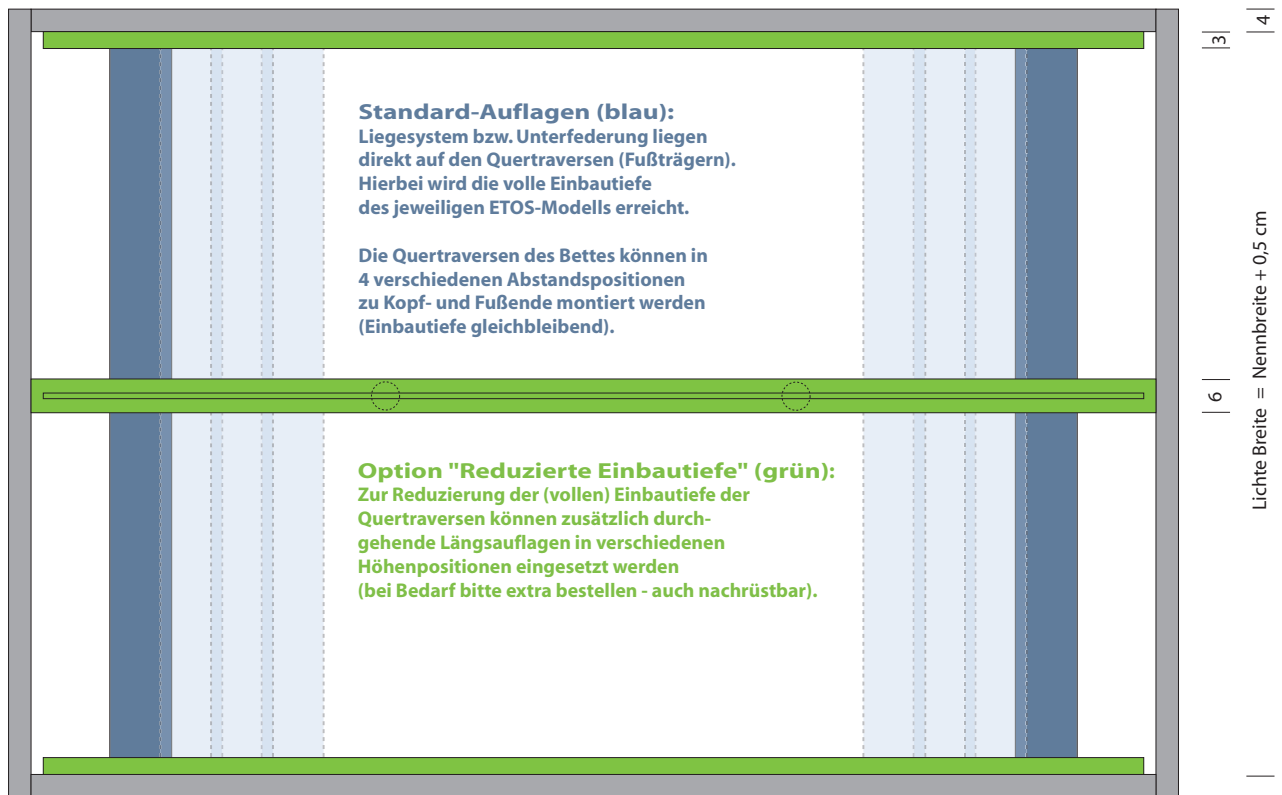 Standard-Auflagen (blau):
Liegesystem bzw. Unterfederung liegen
direkt auf den Quertraversen (Fußträgern).
Hierbei wird die volle Einbautiefe
des jeweiligen ETOS-Modells erreicht.
Die Quertraversen des Bettes können in
4 verschiedenen Abstandspositionen
zu Kopf- und Fußende montiert werden
(Einbautiefe gleichbleibend).
Option "Reduzierte Einbautiefe" (grün):
Zur Reduzierung der (vollen) Einbautiefe der
Quertraversen können zusätzlich durch-
gehende Längsauflagen in verschiedenen
Höhenpositionen eingesetzt werden
(bei Bedarf bitte extra bestellen - auch nachrüstbar).
3
6
4
Lichte Breite = Nennbreite + 0,5 cm